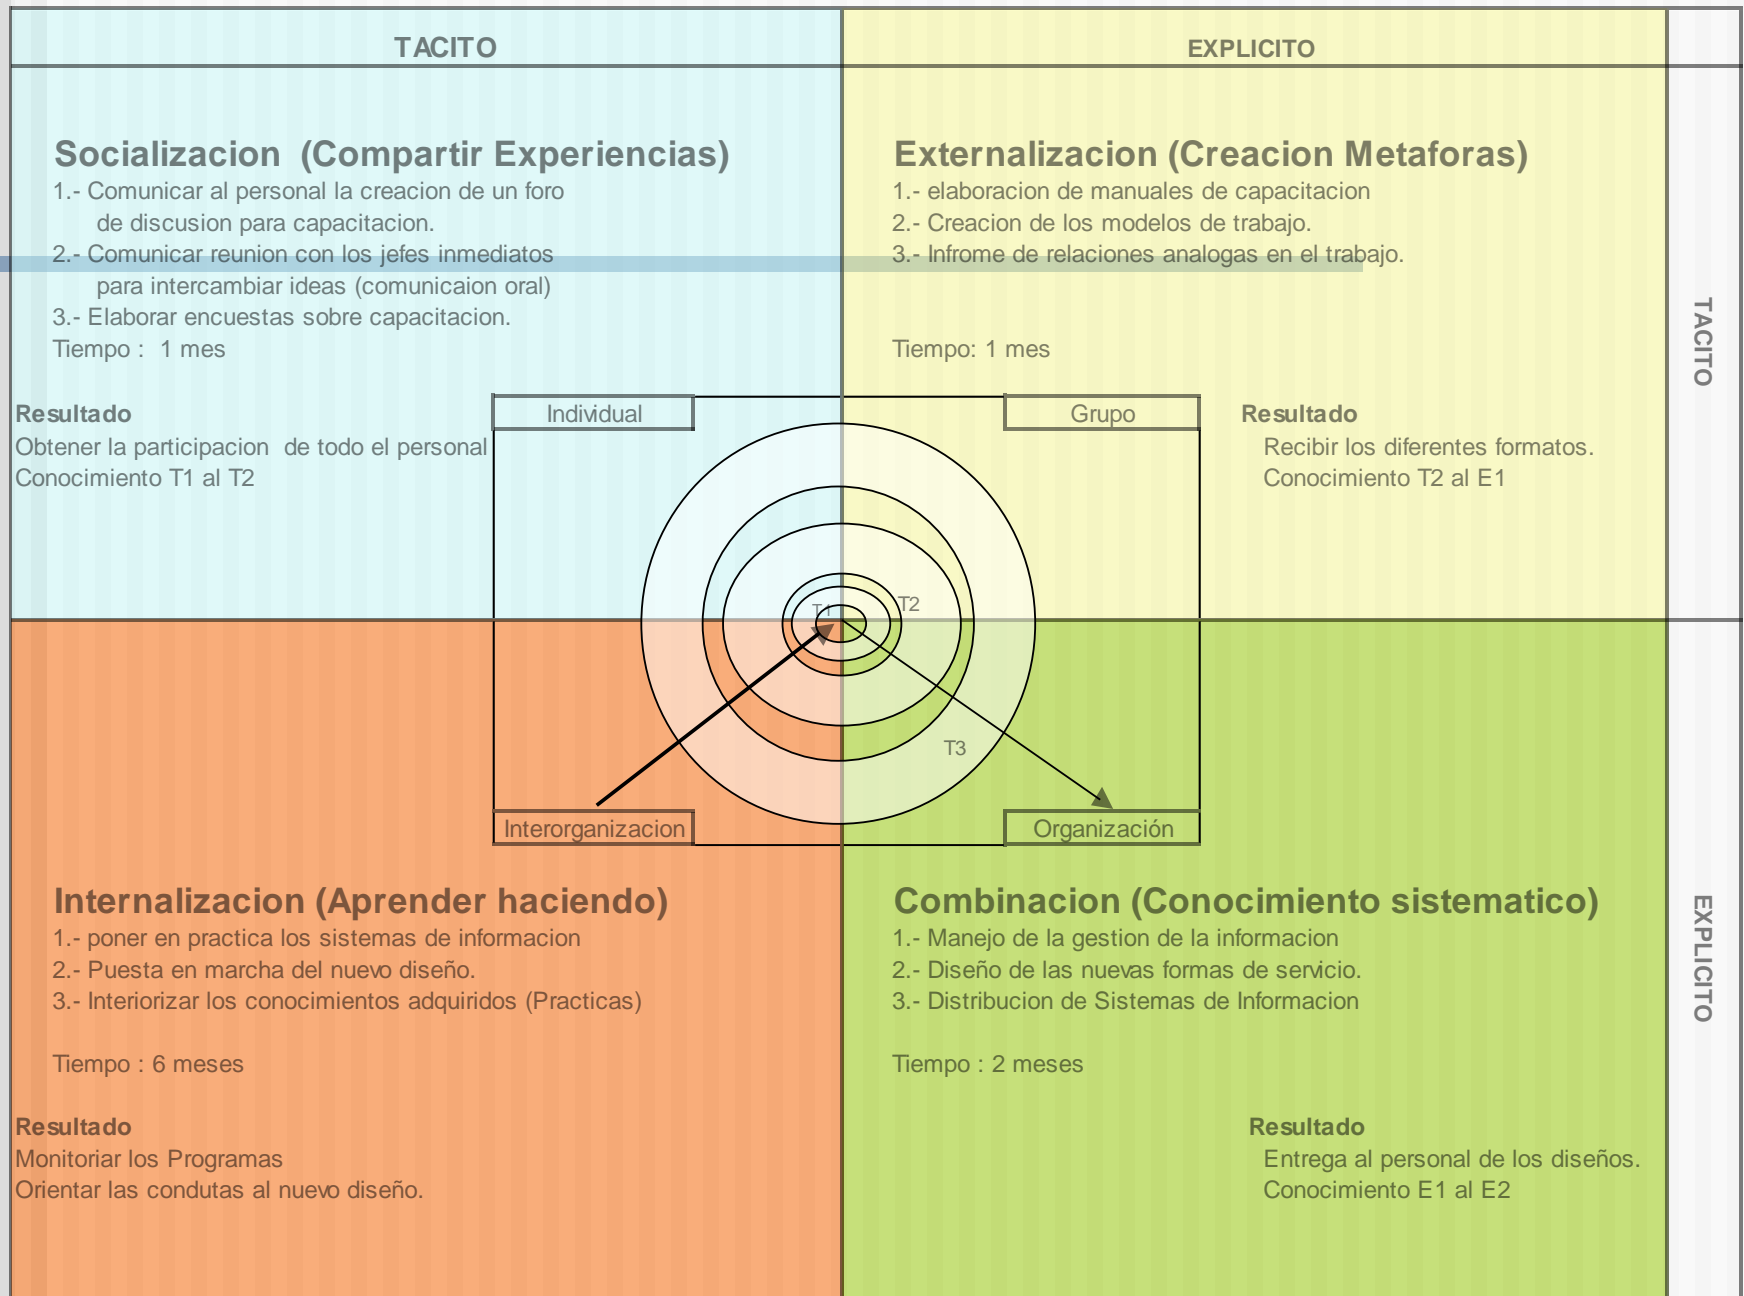 TACITO
EXPLICITO
Socializacion (Compartir Experiencias)
1.- Comunicar al personal la creacion de un foro
de discusion para capacitacion.
2.- Comunicar reunion con los jefes inmediatos
para intercambiar ideas (comunicaion oral)
3.- Elaborar encuestas sobre capacitacion.
Tiempo : 1 mes
Resultado
Obtener la participacion de todo el personal
Conocimiento T1 al T2
Externalizacion (Creacion Metaforas)
1.- elaboracion de manuales de capacitacion
2.- Creacion de los modelos de trabajo.
3.- Infrome de relaciones analogas en el trabajo.
Tiempo: 1 mes
Resultado
Recibir los diferentes formatos.
Conocimiento T2 al E1
TACITO
Individual
Grupo
T1
T2
T3
Interorganizacion
Organización
Internalizacion (Aprender haciendo)
1.- poner en practica los sistemas de informacion
2.- Puesta en marcha del nuevo diseño.
3.- Interiorizar los conocimientos adquiridos (Practicas)
Tiempo : 6 meses
Resultado
Monitoriar los Programas
Orientar las condutas al nuevo diseño.
Combinacion (Conocimiento sistematico)
1.- Manejo de la gestion de la informacion
2.- Diseño de las nuevas formas de servicio.
3.- Distribucion de Sistemas de Informacion
Tiempo : 2 meses
Resultado
Entrega al personal de los diseños.
Conocimiento E1 al E2
EXPLICITO